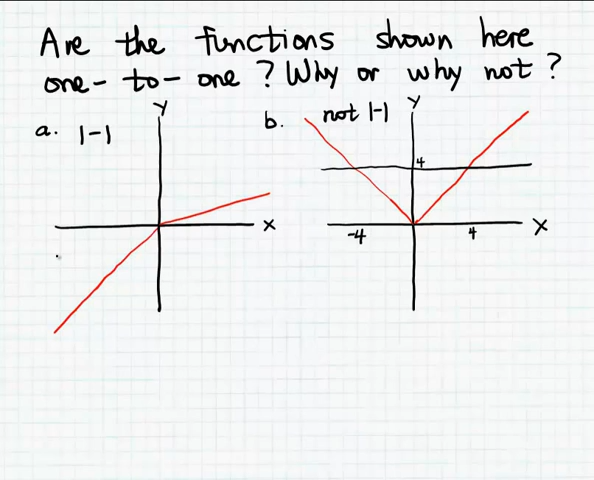 Are the functions shown here
one-to-one? Why or why not?
a. 1-1
b. not 1-1
Y
X
Y
4
-4
4
X